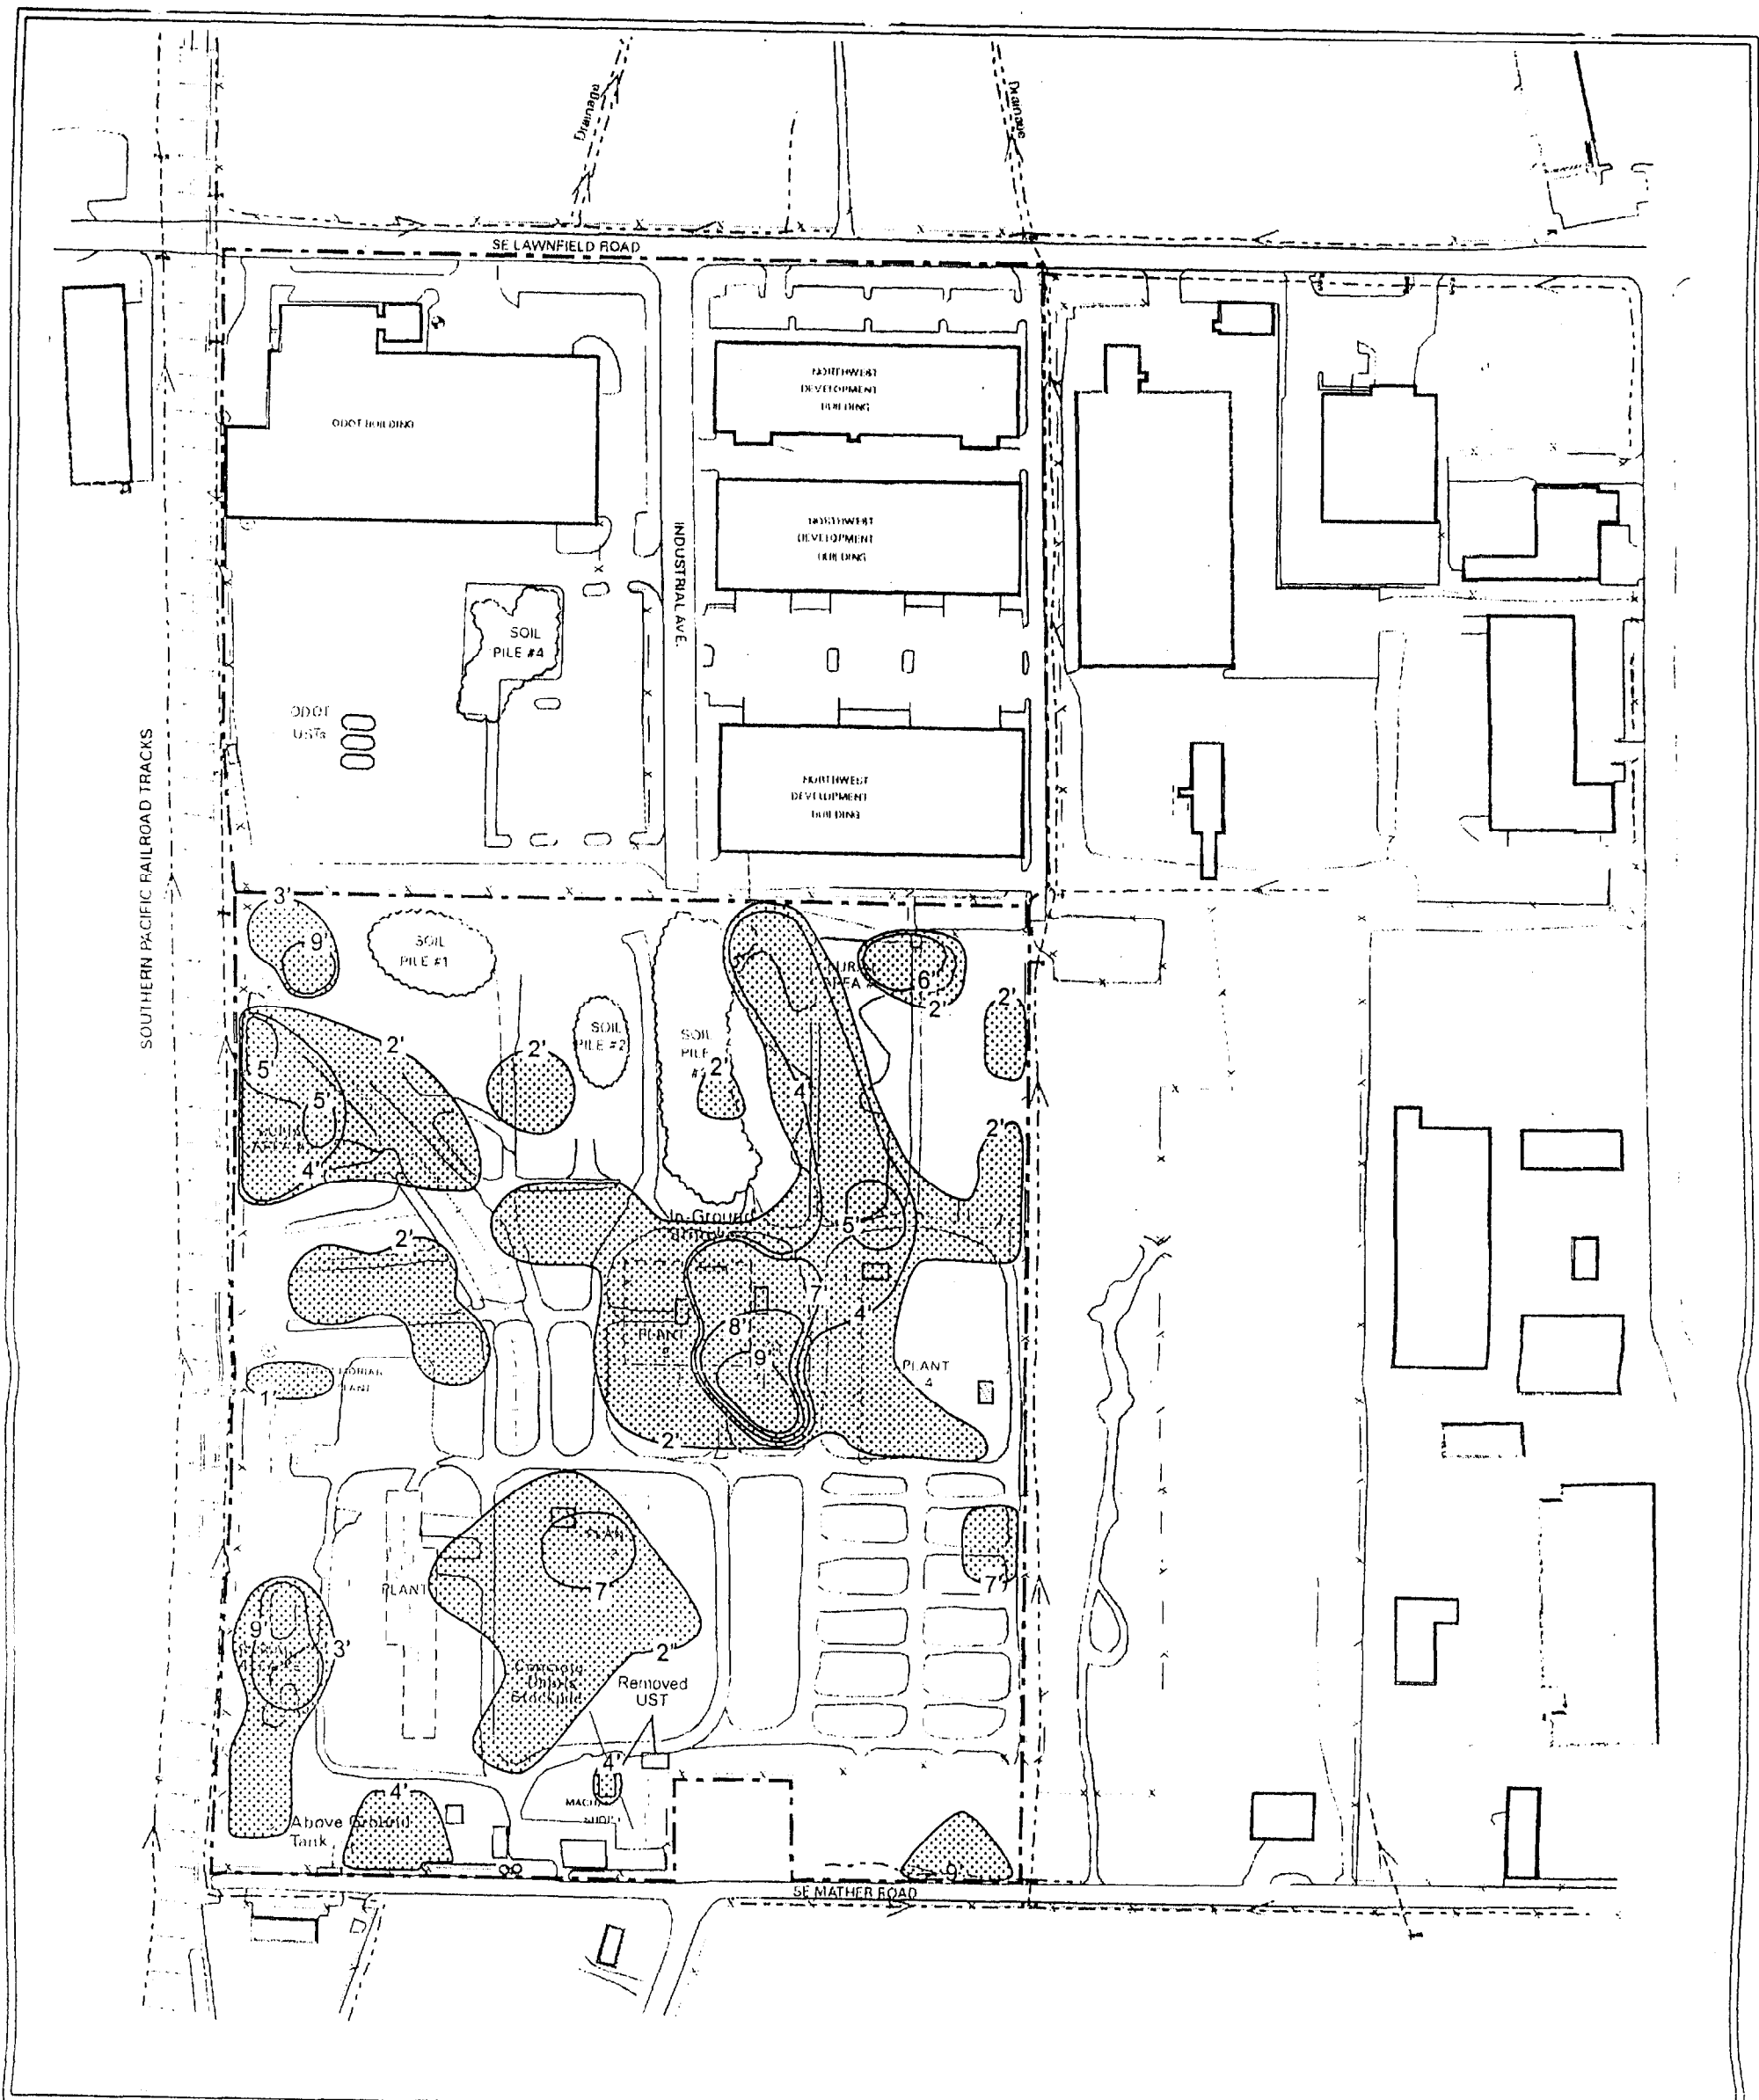 Drainage
Drainage
SE LAWNFIELD ROAD
ODOT BUILDING
NORTHWEST
DEVELOPMENT
BUILDING
NORTHWEST
DEVELOPMENT
BUILDING
INDUSTRIAL AVE.
SOIL
PILE #4
ODOT
USTs
NORTHWEST
DEVELOPMENT
BUILDING
SOUTHERN PACIFIC RAILROAD TRACKS
3'
9'
SOIL
PILE #1
6'
2'
2'
SOIL
PILE #2
SOIL
PILE
2'
2'
2'
5
5'
4'
4
2'
In-Ground
5'
2'
7'
4
8'
9'
PLANT
PLANT
4
1'
2
7'
PLANT
7'
9'
3'
2"
Concrete
Stockpile
Removed
UST
4'
4'
Above Ground
Tank
9'
SE MATHER ROAD